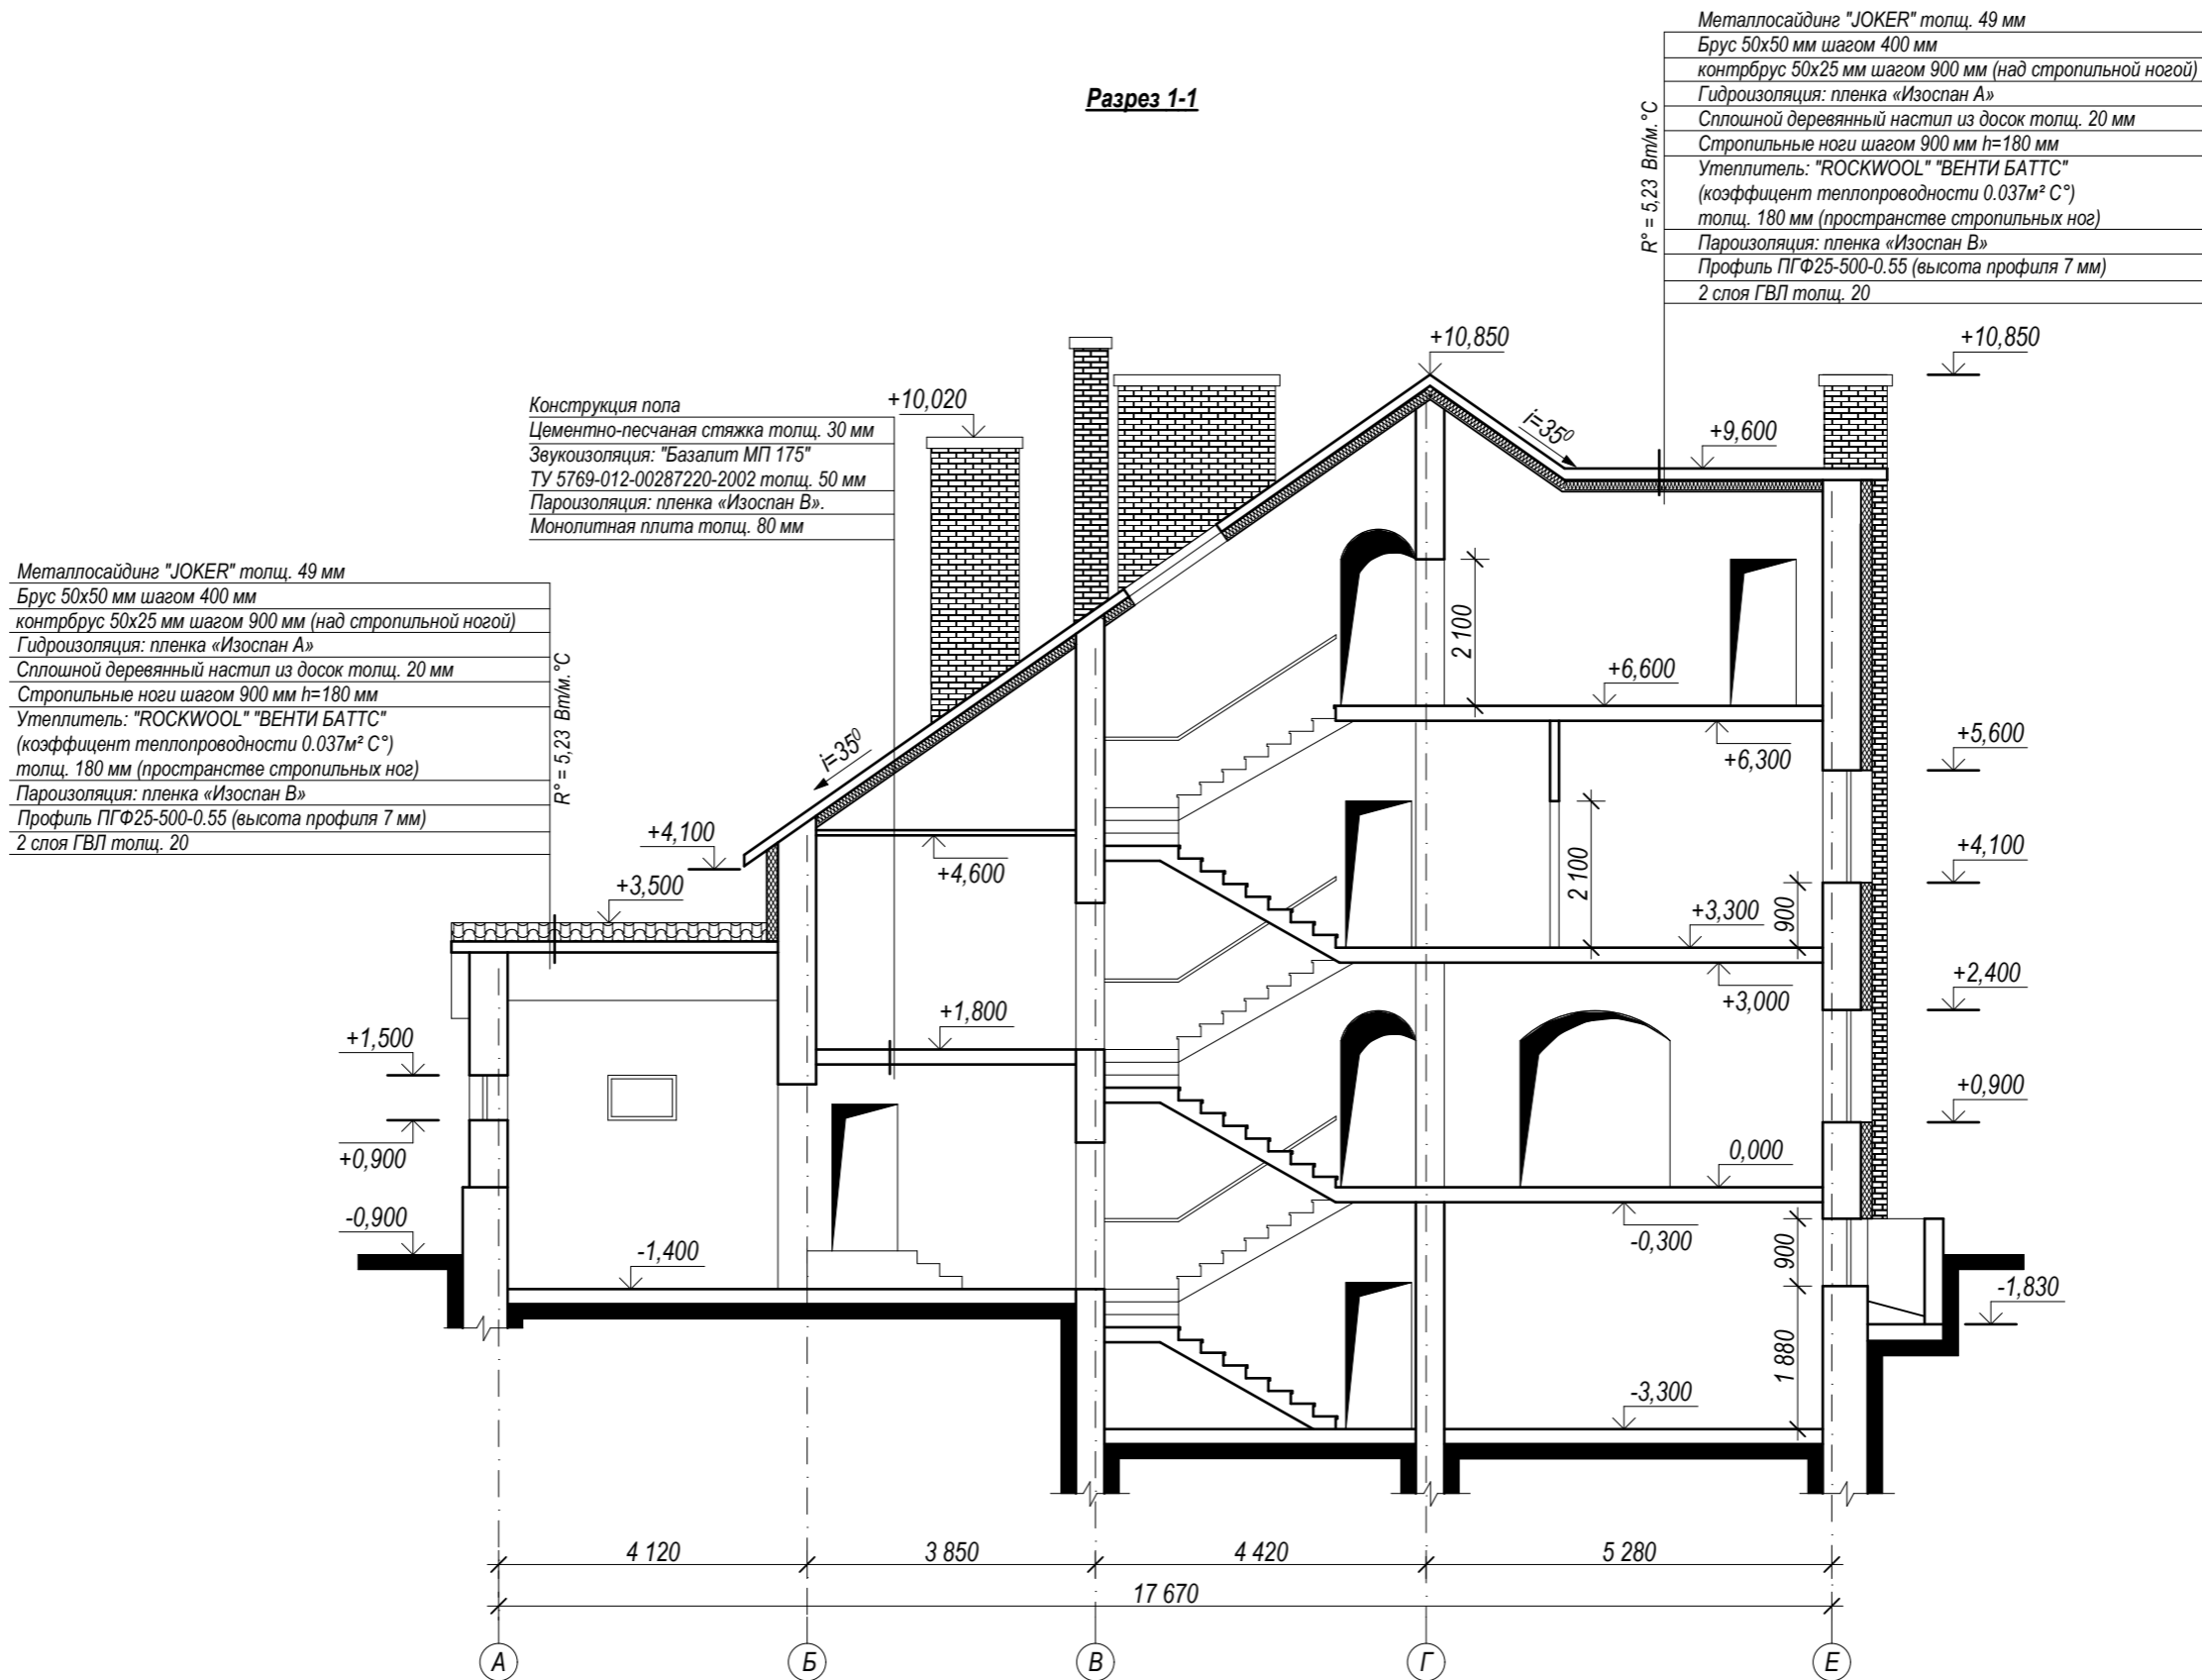 Разрез 1-1
Металлосайдинг "JOKER" толщ. 49 мм
Брус 50x50 мм шагом 400 мм
контрбрус 50x25 мм шагом 900 мм (над стропильной ногой)
Гидроизоляция: пленка «Изоспан А»
Сплошной деревянный настил из досок толщ. 20 мм
Стропильные ноги шагом 900 мм h=180 мм
Утеплитель: "ROCKWOOL" "ВЕНТИ БАТТС"
(коэффицент теплопроводности 0.037м² С°)
толщ. 180 мм (пространстве стропильных ног)
Пароизоляция: пленка «Изоспан В»
Профиль ПГФ25-500-0.55 (высота профиля 7 мм)
2 слоя ГВЛ толщ. 20
R° = 5,23 Вт/м.°С
Конструкция пола
Цементно-песчаная стяжка толщ. 30 мм
Звукоизоляция: "Базалит МП 175"
ТУ 5769-012-00287220-2002 толщ. 50 мм
Пароизоляция: пленка «Изоспан В».
Монолитная плита толщ. 80 мм
Металлосайдинг "JOKER" толщ. 49 мм
Брус 50x50 мм шагом 400 мм
контрбрус 50x25 мм шагом 900 мм (над стропильной ногой)
Гидроизоляция: пленка «Изоспан А»
Сплошной деревянный настил из досок толщ. 20 мм
Стропильные ноги шагом 900 мм h=180 мм
Утеплитель: "ROCKWOOL" "ВЕНТИ БАТТС"
(коэффицент теплопроводности 0.037м² С°)
толщ. 180 мм (пространстве стропильных ног)
Пароизоляция: пленка «Изоспан В»
Профиль ПГФ25-500-0.55 (высота профиля 7 мм)
2 слоя ГВЛ толщ. 20
R° = 5,23 Вт/м.°С
+10,850
+10,850
+10,020
i=35⁰
+9,600
2 100
+6,600
+6,300
+5,600
i=35⁰
+4,100
+4,600
+4,100
2 100
+3,500
+3,300
900
+3,000
+2,400
+1,800
+1,500
+0,900
+0,900
0,000
-0,900
-0,300
900
-1,400
-1,830
1 880
-3,300
4 120
3 850
4 420
5 280
17 670
А
Б
В
Г
Е